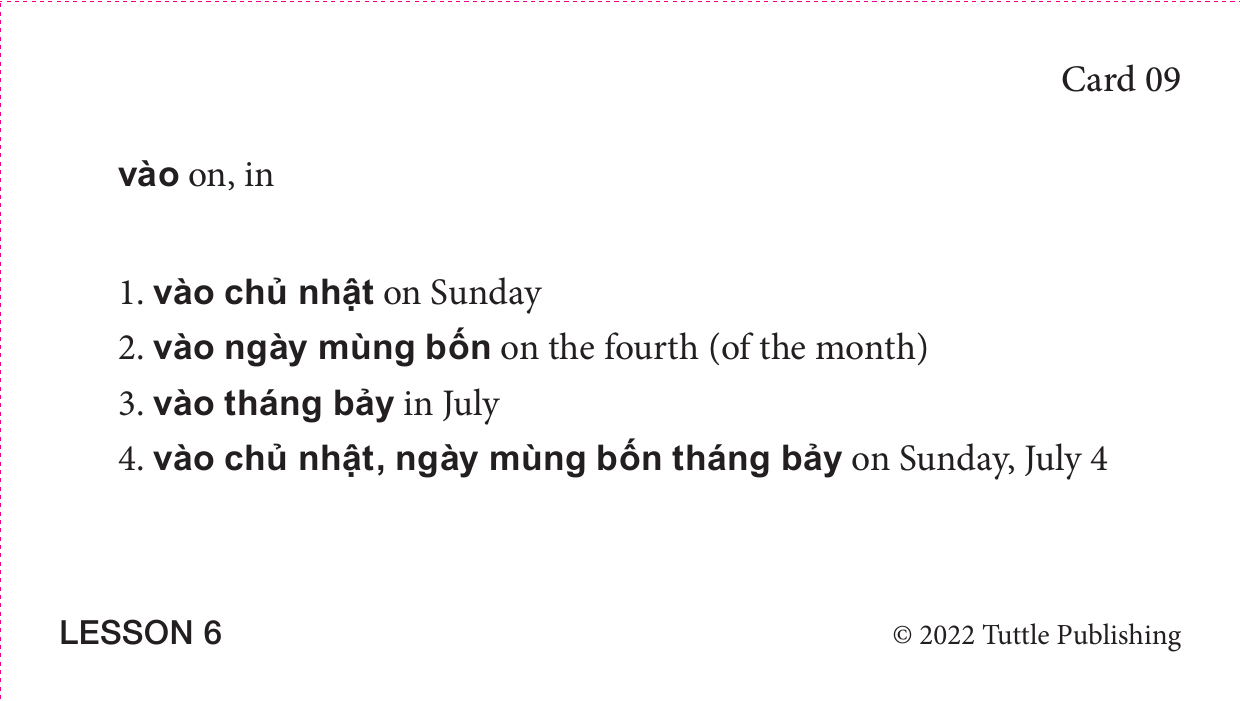 Card 09
vào on, in
1. vào chủ nhật on Sunday
2. vào ngày mùng bốn on the fourth (of the month)
3. vào tháng bảy in July
4. vào chủ nhật, ngày mùng bốn tháng bảy on Sunday, July 4
LESSON 6
© 2022 Tuttle Publishing